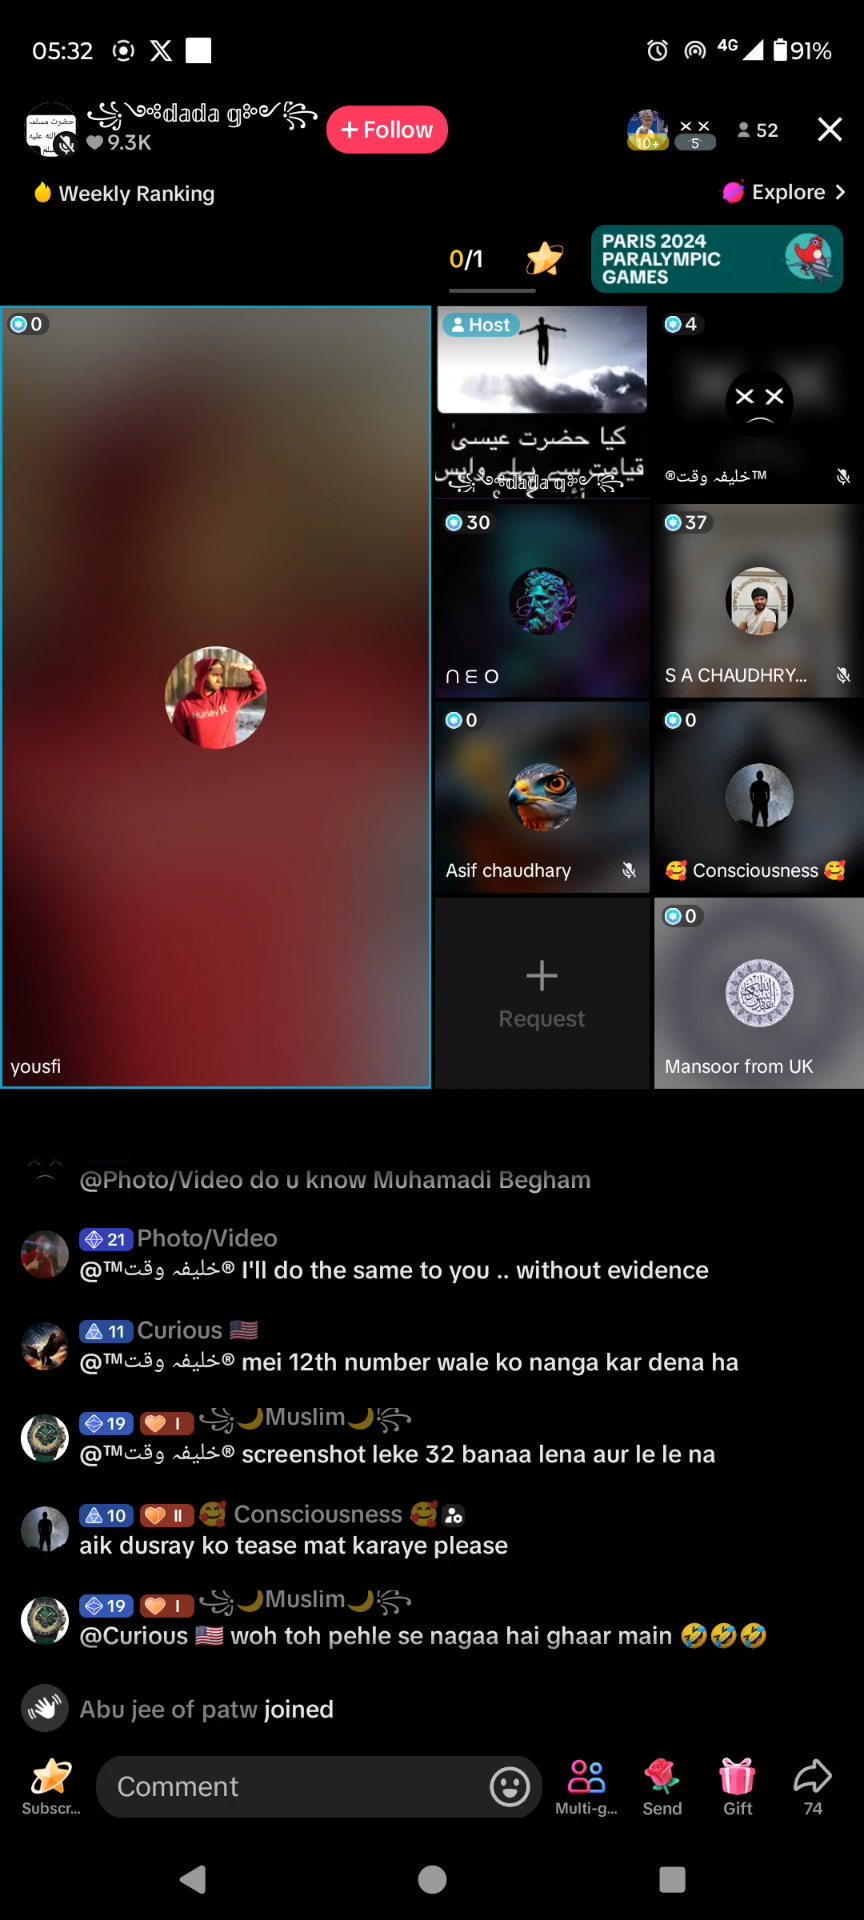 05:32 X 4G 91%
꧁༺dada g༻꧂ + Follow 10+ 5 52
9.3K
Weekly Ranking Explore
0/1 PARIS 2024
PARALYMPIC
GAMES
0
yousfi
Host
کیا حضرت عیسیٰ
قیامت سے پہلے واپس
꧁༺dada g༻꧂
4
®خلیفہ وقت™
30
ՈΕO
37
S A CHAUDHRY...
0
Asif chaudhary
0
🥰 Consciousness 🥰
+
Request
0
Mansoor from UK
@Photo/Video do u know Muhamadi Begham
21 Photo/Video
@™خلیفہ وقت® I'll do the same to you .. without evidence
11 Curious 🇺🇸
@™خلیفہ وقت® mei 12th number wale ko nanga kar dena ha
19 I ꧁🌙Muslim🌙꧂
@™خلیفہ وقت® screenshot leke 32 banaa lena aur le le na
10 II 🥰 Consciousness 🥰
aik dusray ko tease mat karaye please
19 I ꧁🌙Muslim🌙꧂
@Curious 🇺🇸 woh toh pehle se nagaa hai ghaar main 🤣🤣🤣
Abu jee of patw joined
Comment
Subscr... Multi-g... Send Gift 74